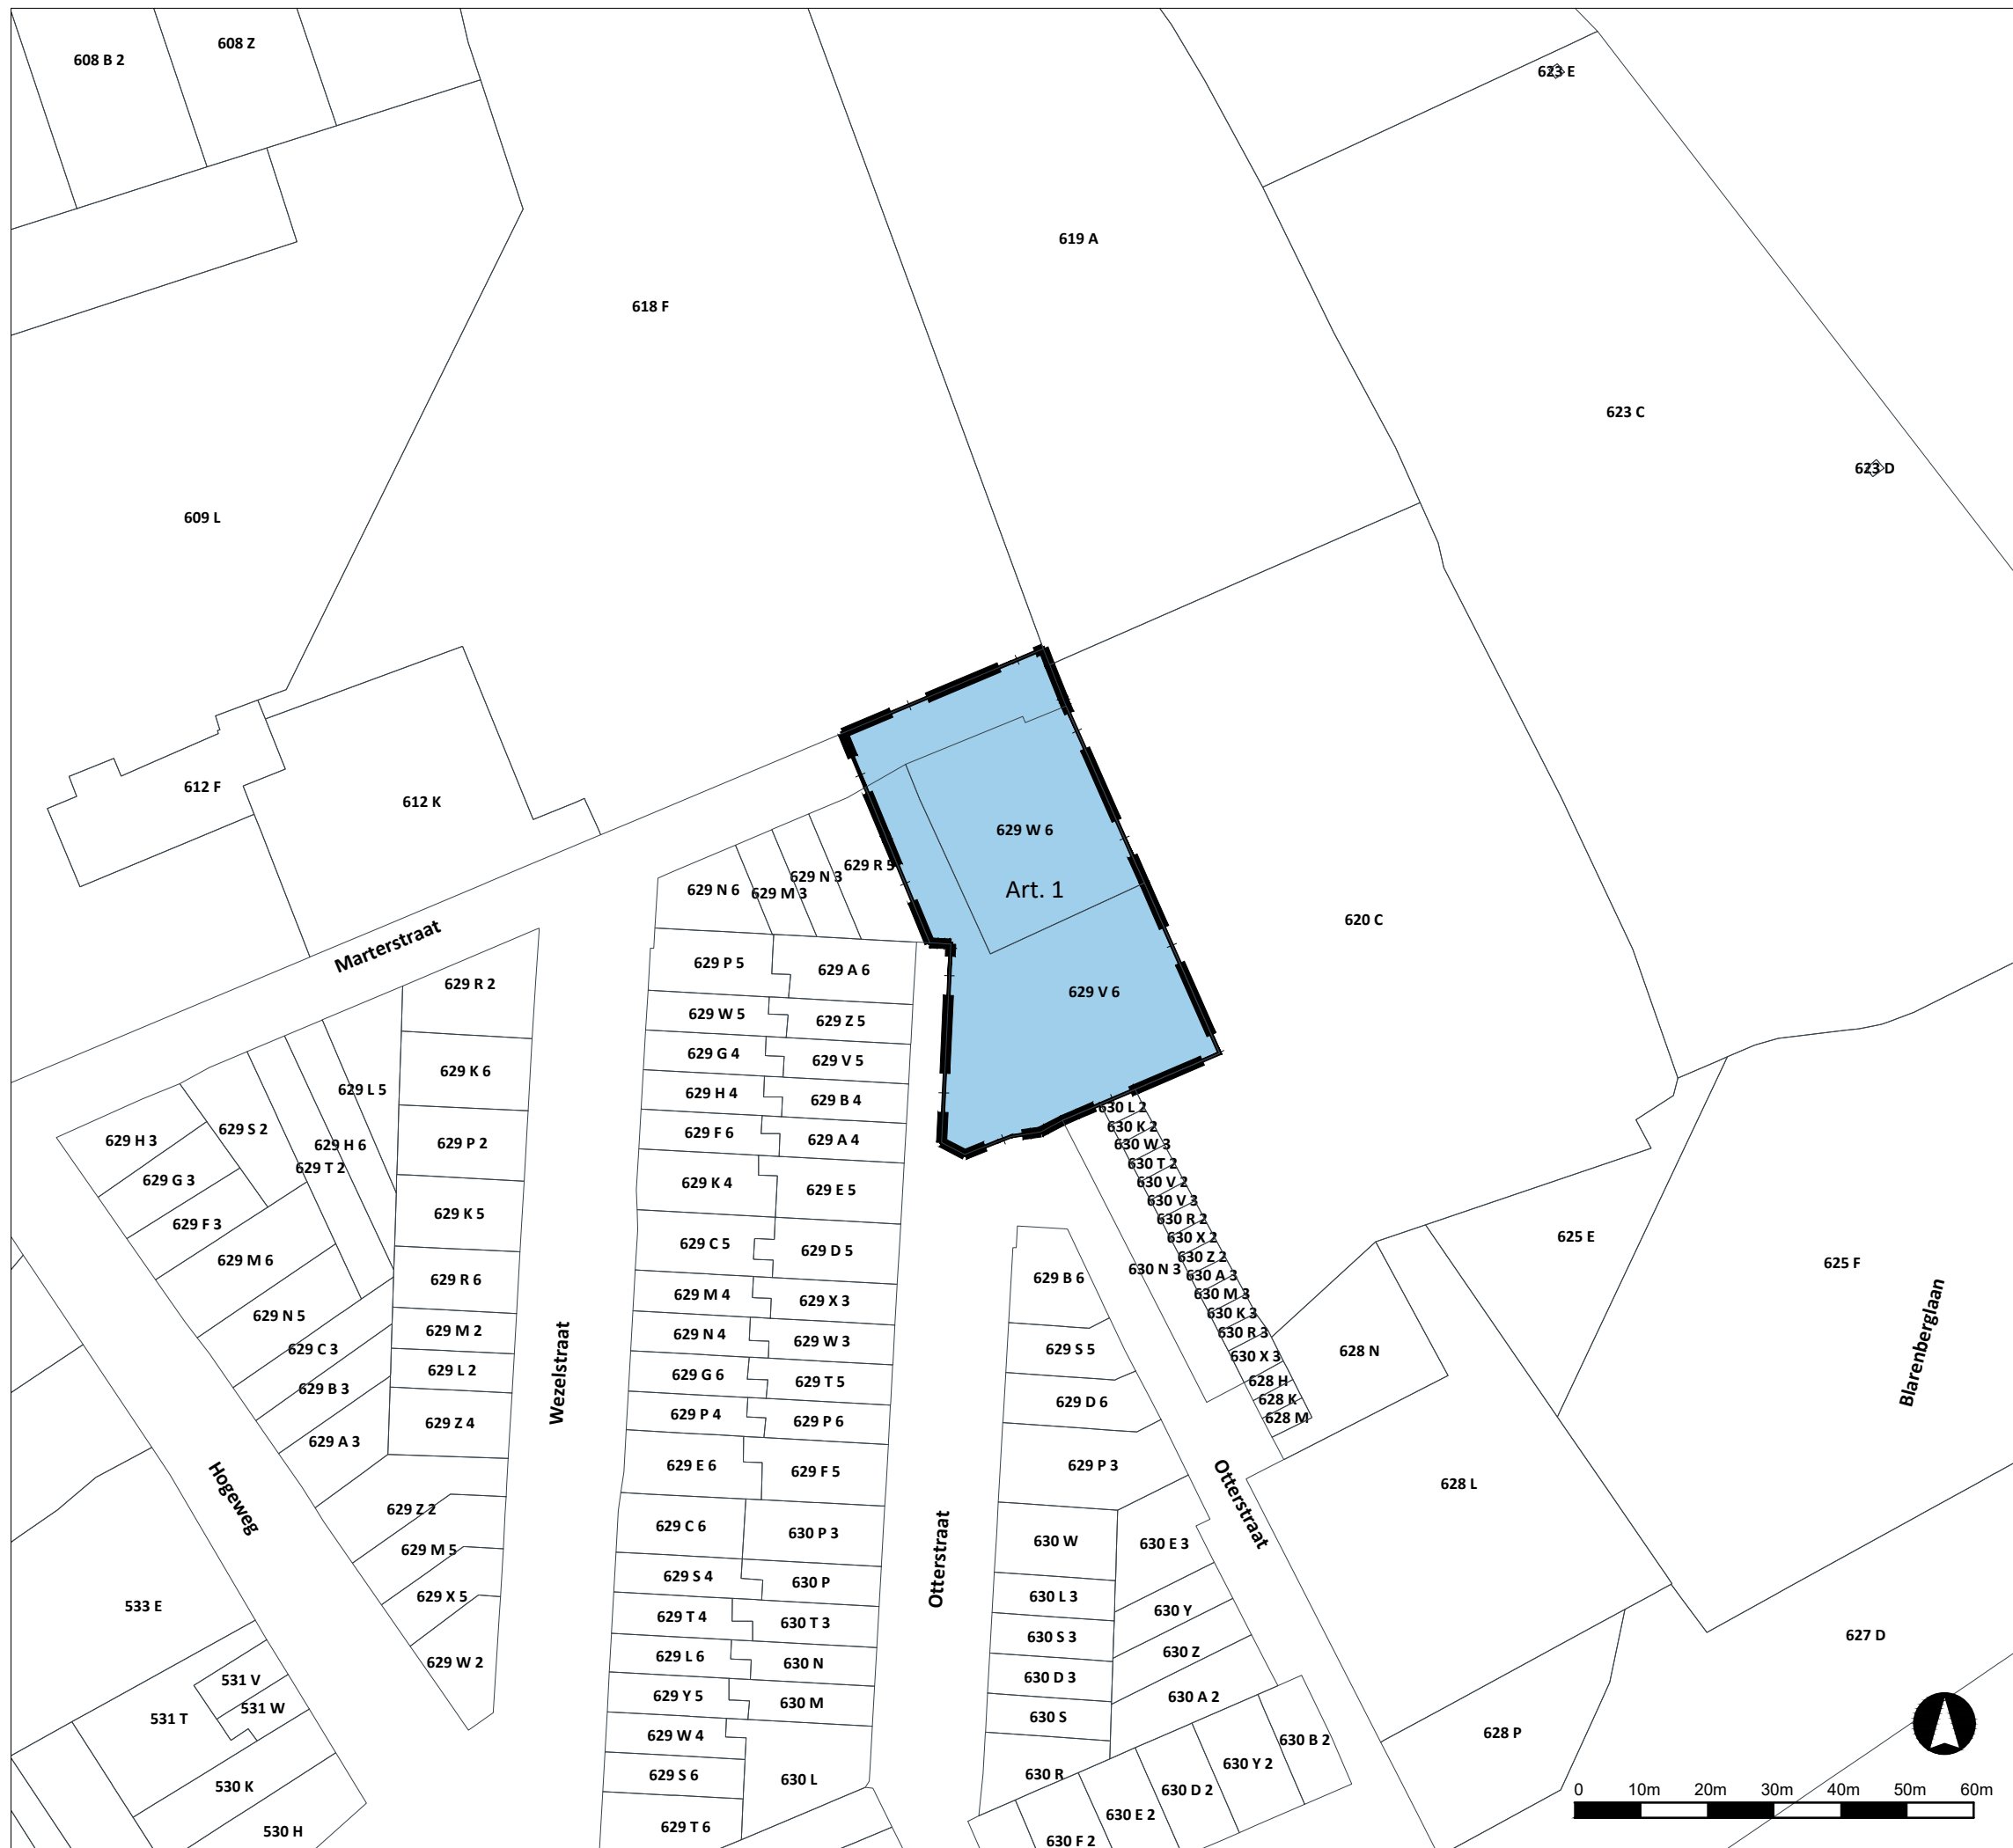 608 B 2
608 Z
623 E
619 A
618 F
623 C
623 D
609 L
612 F
612 K
629 W 6
Art. 1
629 R 5
629 N 3
629 M 3
629 N 6
620 C
Marterstraat
629 P 5
629 A 6
629 R 2
629 V 6
629 W 5
629 Z 5
629 G 4
629 V 5
629 K 6
629 L 5
629 H 4
629 B 4
630 L 2
629 S 2
629 H 3
629 H 6
629 P 2
629 F 6
629 A 4
630 K 2
630 W 3
629 T 2
629 G 3
629 K 4
629 E 5
630 T 2
630 V 2
630 V 3
629 F 3
629 K 5
630 R 2
629 M 6
629 C 5
629 D 5
630 X 2
625 E
630 Z 2
625 F
629 R 6
629 B 6
630 N 3
630 A 3
629 M 4
629 X 3
630 M 3
629 N 5
629 M 2
629 N 4
629 W 3
630 K 3
630 R 3
629 C 3
629 S 5
628 N
Blarenberglaan
629 L 2
Wezelstraat
629 G 6
629 T 5
630 X 3
629 B 3
629 D 6
628 H
628 K
629 Z 4
629 P 4
629 P 6
628 M
629 A 3
629 E 6
629 F 5
629 P 3
628 L
Hogeweg
629 Z 2
Otterstraat
629 C 6
630 P 3
Otterstraat
630 W
630 E 3
629 M 5
629 S 4
630 P
533 E
629 X 5
629 T 4
630 T 3
630 L 3
630 Y
627 D
630 S 3
629 W 2
629 L 6
630 N
630 Z
531 V
630 D 3
531 W
531 T
629 Y 5
630 M
630 A 2
630 S
628 P
629 W 4
630 B 2
630 Y 2
629 S 6
630 L
630 R
630 D 2
530 K
0 10m 20m 30m 40m 50m 60m
630 E 2
530 H
629 T 6
630 F 2